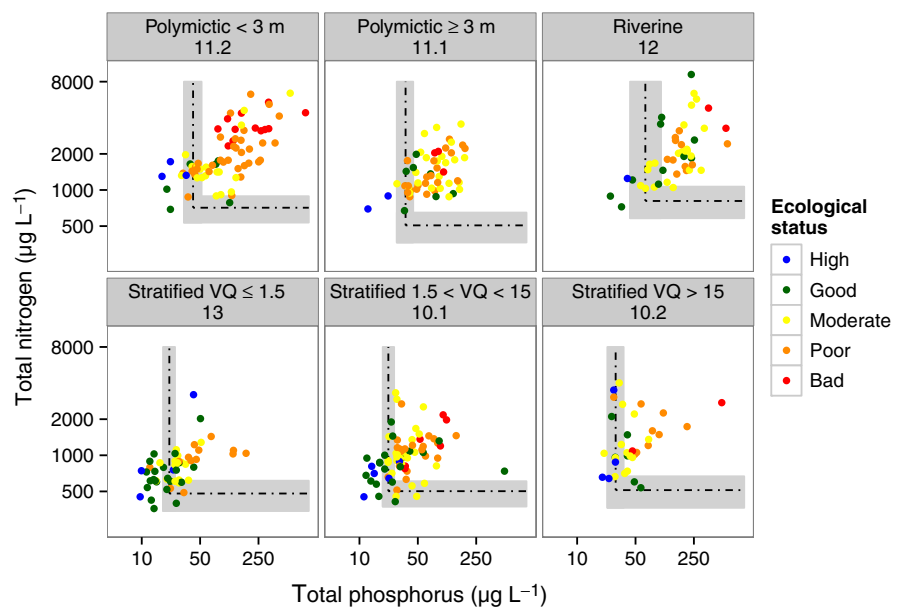 Polymictic < 3 m
11.2
Polymictic ≥ 3 m
11.1
Riverine
12
8000
2000
1000
500
Stratified VQ ≤ 1.5
13
Stratified 1.5 < VQ < 15
10.1
Stratified VQ > 15
10.2
8000
2000
1000
500
10
50
250
10
50
250
10
50
250
Total nitrogen (µg L⁻¹)
Total phosphorus (µg L⁻¹)
Ecological
status
High
Good
Moderate
Poor
Bad